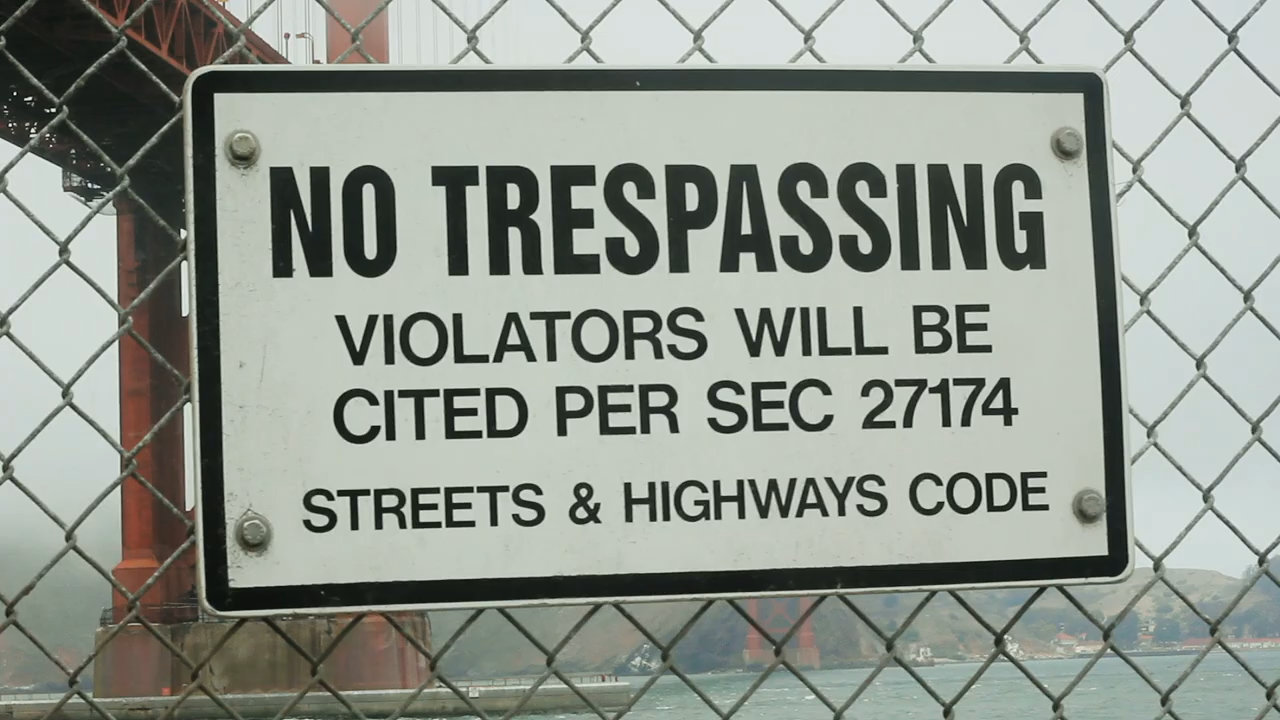 NO TRESPASSING
VIOLATORS WILL BE
CITED PER SEC 27174
STREETS & HIGHWAYS CODE